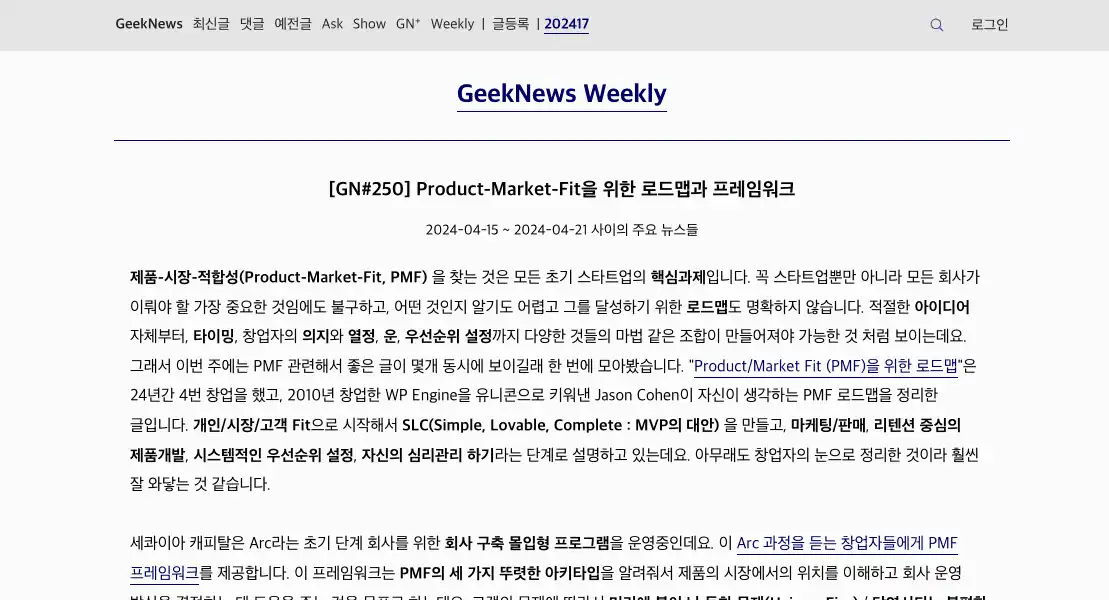 GeekNews 최신글 댓글 예전글 Ask Show GN⁺ Weekly | 글등록 | 202417 로그인
GeekNews Weekly
[GN#250] Product-Market-Fit을 위한 로드맵과 프레임워크
2024-04-15 ~ 2024-04-21 사이의 주요 뉴스들
제품-시장-적합성(Product-Market-Fit, PMF) 을 찾는 것은 모든 초기 스타트업의 핵심과제입니다. 꼭 스타트업뿐만 아니라 모든 회사가
이뤄야 할 가장 중요한 것임에도 불구하고, 어떤 것인지 알기도 어렵고 그를 달성하기 위한 로드맵도 명확하지 않습니다. 적절한 아이디어
자체부터, 타이밍, 창업자의 의지와 열정, 운, 우선순위 설정까지 다양한 것들의 마법 같은 조합이 만들어져야 가능한 것 처럼 보이는데요.
그래서 이번 주에는 PMF 관련해서 좋은 글이 몇개 동시에 보이길래 한 번에 모아봤습니다. "Product/Market Fit (PMF)을 위한 로드맵"은
24년간 4번 창업을 했고, 2010년 창업한 WP Engine을 유니콘으로 키워낸 Jason Cohen이 자신이 생각하는 PMF 로드맵을 정리한
글입니다. 개인/시장/고객 Fit으로 시작해서 SLC(Simple, Lovable, Complete : MVP의 대안) 을 만들고, 마케팅/판매, 리텐션 중심의
제품개발, 시스템적인 우선순위 설정, 자신의 심리관리 하기라는 단계로 설명하고 있는데요. 아무래도 창업자의 눈으로 정리한 것이라 훨씬
잘 와닿는 것 같습니다.
세콰이아 캐피탈은 Arc라는 초기 단계 회사를 위한 회사 구축 몰입형 프로그램을 운영중인데요. 이 Arc 과정을 듣는 창업자들에게 PMF
프레임워크를 제공합니다. 이 프레임워크는 PMF의 세 가지 뚜렷한 아키타입을 알려줘서 제품의 시장에서의 위치를 이해하고 회사 운영